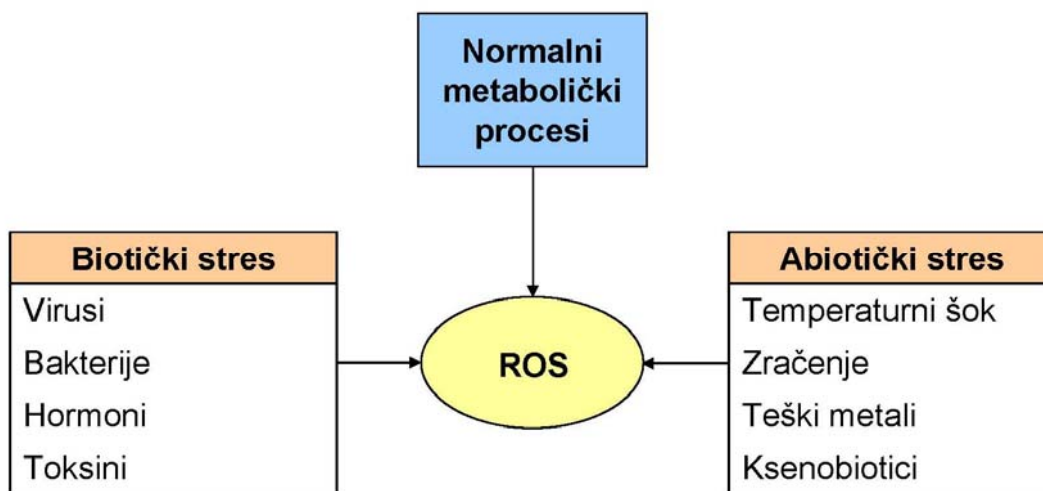 Normalni
metabolički
procesi
Biotički stres
Virusi
Bakterije
Hormoni
Toksini
ROS
Abiotički stres
Temperaturni šok
Zračenje
Teški metali
Ksenobiotici